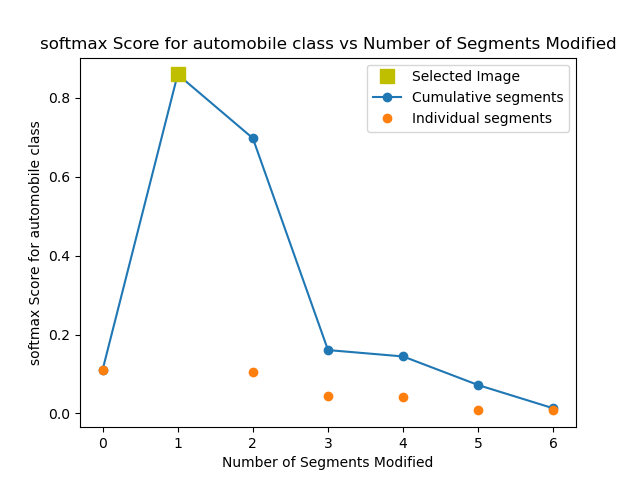 softmax Score for automobile class vs Number of Segments Modified
Selected Image
Cumulative segments
Individual segments
softmax Score for automobile class
0.8
0.6
0.4
0.2
0.0
0 1 2 3 4 5 6
Number of Segments Modified